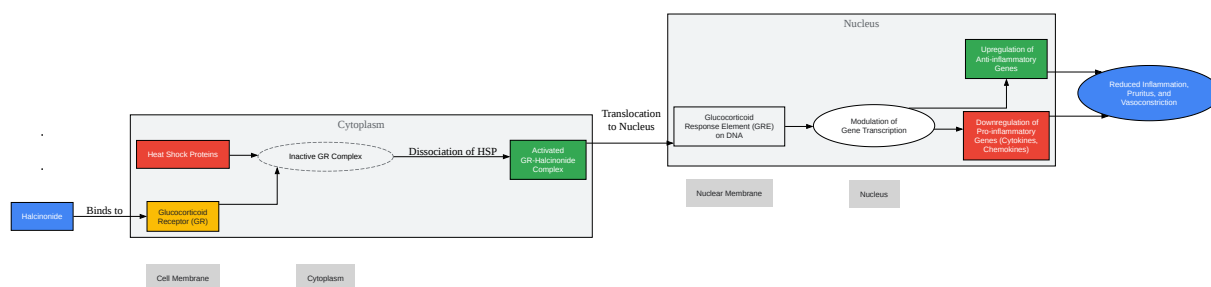 Nucleus
Upregulation of
Anti-inflammatory
Genes
Reduced Inflammation,
Pruritus, and
Vasoconstriction
Translocation
to Nucleus
Glucocorticoid
Response Element (GRE)
on DNA
Modulation of
Gene Transcription
Downregulation of
Pro-inflammatory
Genes (Cytokines,
Chemokines)
Cytoplasm
Heat Shock Proteins
Inactive GR Complex
Dissociation of HSP
Activated
GR-Halcinonide
Complex
Nuclear Membrane
Nucleus
Halcinonide
Binds to
Glucocorticoid
Receptor (GR)
Cell Membrane
Cytoplasm